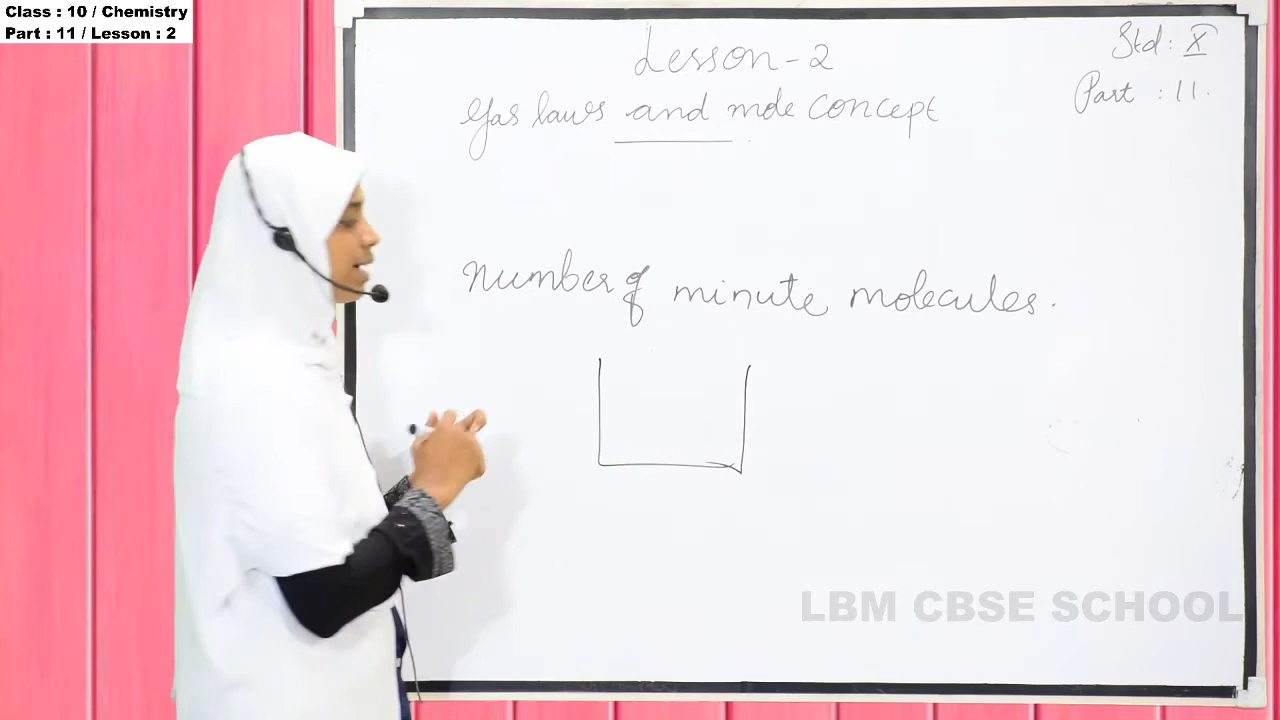 Class : 10 / Chemistry
Part : 11 / Lesson : 2
Lesson - 2
Std : X
Part : 11.
Gas laws and mole concept
Number of minute molecules.
LBM CBSE SCHOOL